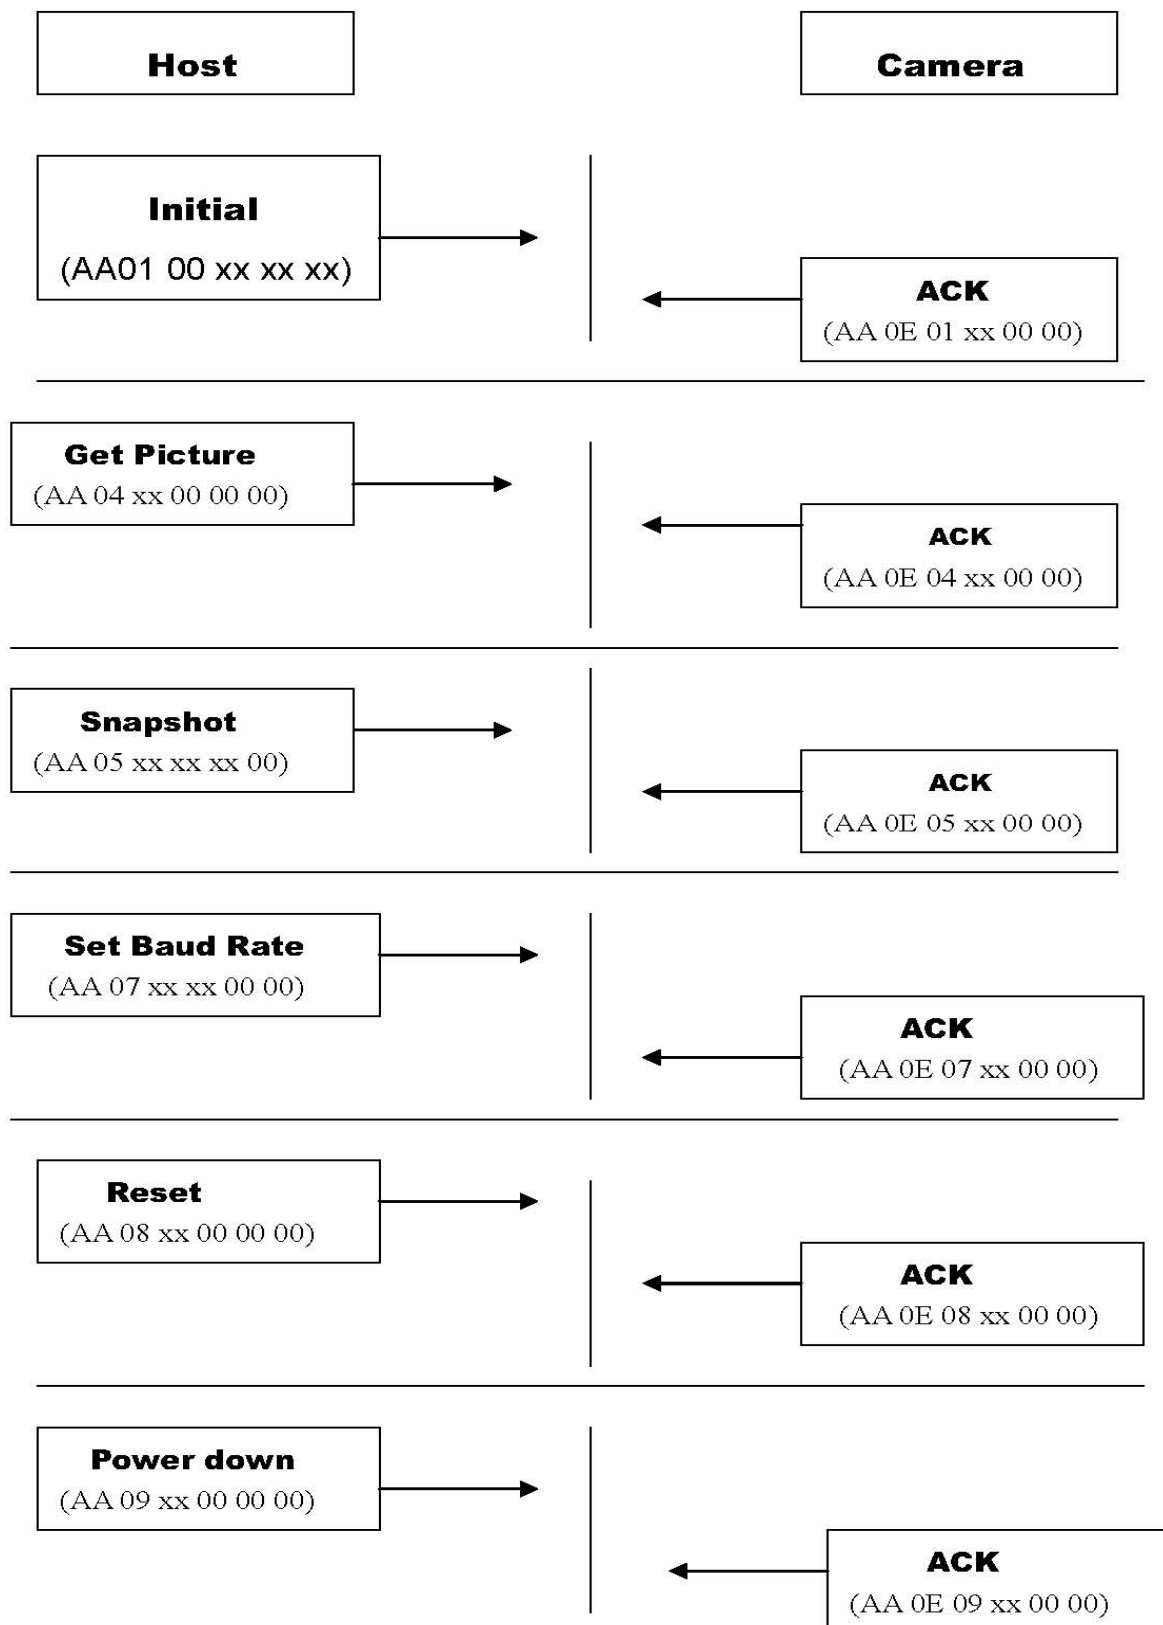 Host
Camera
Initial
(AA01 00 xx xx xx)
ACK
(AA 0E 01 xx 00 00)
Get Picture
(AA 04 xx 00 00 00)
ACK
(AA 0E 04 xx 00 00)
Snapshot
(AA 05 xx xx xx 00)
ACK
(AA 0E 05 xx 00 00)
Set Baud Rate
(AA 07 xx xx 00 00)
ACK
(AA 0E 07 xx 00 00)
Reset
(AA 08 xx 00 00 00)
ACK
(AA 0E 08 xx 00 00)
Power down
(AA 09 xx 00 00 00)
ACK
(AA 0E 09 xx 00 00)